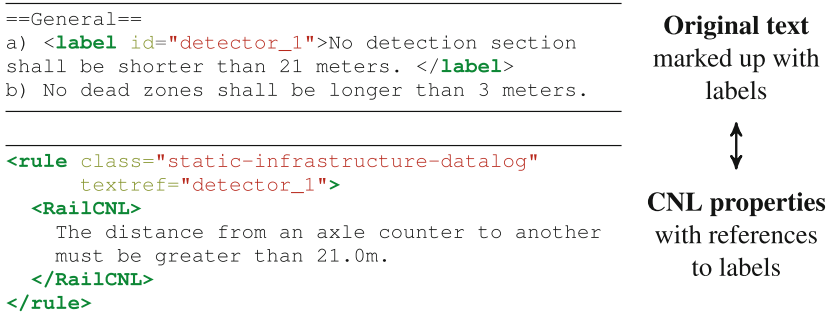 ==General==
a) <label id="detector_1">No detection section
shall be shorter than 21 meters. </label>
b) No dead zones shall be longer than 3 meters.
<rule class="static-infrastructure-datalog"
textref="detector_1">
<RailCNL>
The distance from an axle counter to another
must be greater than 21.0m.
</RailCNL>
</rule>
Original text
marked up with
labels
CNL properties
with references
to labels